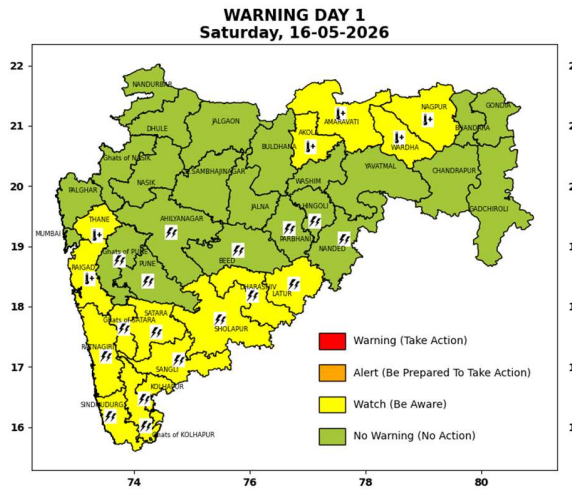 WARNING DAY 1
Saturday, 16-05-2026
22
21
20
19
18
17
16
NANDURBAR
DHULE
JALGAON
AMARAVATI
NAGPUR
GONDIA
BHANDARA
AKOLA
WARDHA
BULDHANA
Ghats of NASIK
NASIK
WASHIM
YAVATMAL
CHANDRAPUR
PALGHAR
JALNA
HINGOLI
GADCHIROLI
THANE
AHILYANAGAR
PARBHANI
NANDED
MUMBAI
Ghats of PUNE
PUNE
BEED
RAIGAD
DHARASHIV
LATUR
SATARA
Ghats of SATARA
SHOLAPUR
RATNAGIRI
SANGLI
KOLHAPUR
SINDHUDURG
Ghats of KOLHAPUR
Warning (Take Action)
Alert (Be Prepared To Take Action)
Watch (Be Aware)
No Warning (No Action)
74
76
78
80